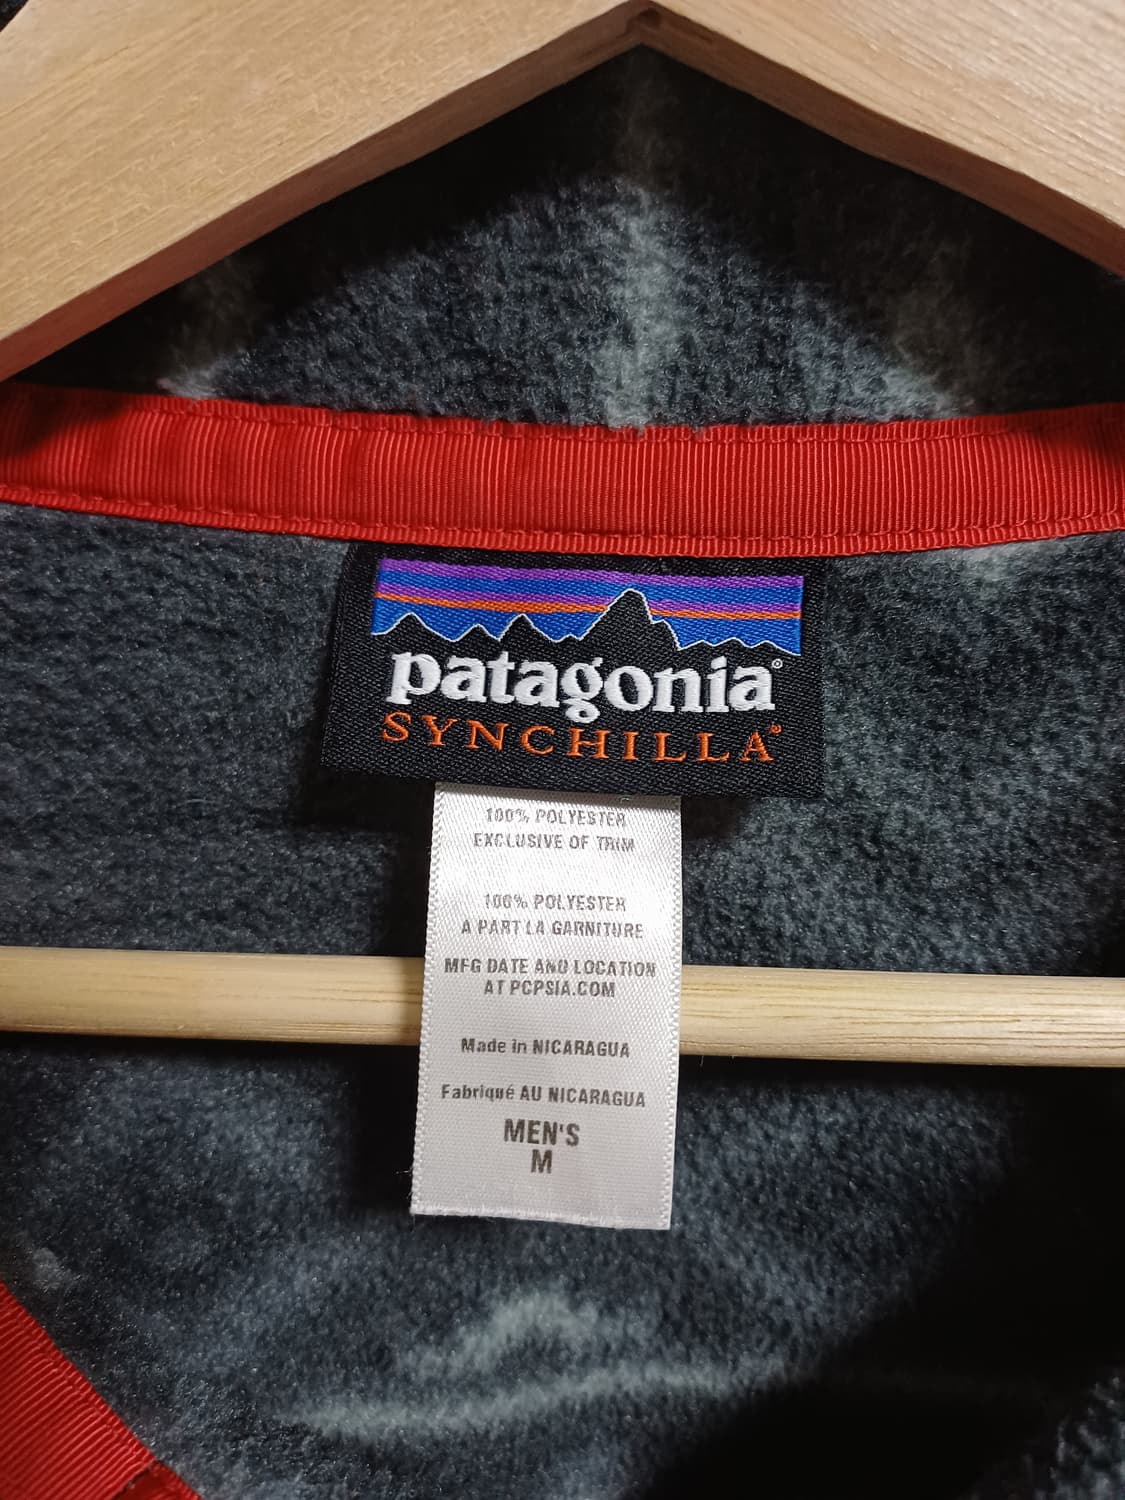 patagonia®
SYNCHILLA®
100% POLYESTER
EXCLUSIVE OF TRIM
100% POLYESTER
A PART LA GARNITURE
MFG DATE AND LOCATION
AT PCPSIA.COM
Made in NICARAGUA
Fabriqué AU NICARAGUA
MEN'S
M